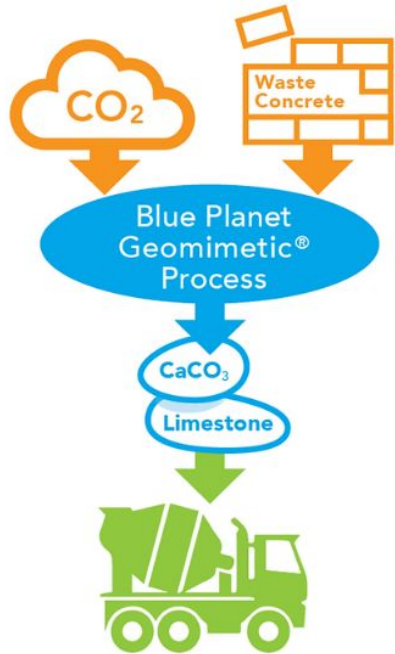 CO₂
Waste
Concrete
Blue Planet
Geomimetic®
Process
CaCO₃
Limestone